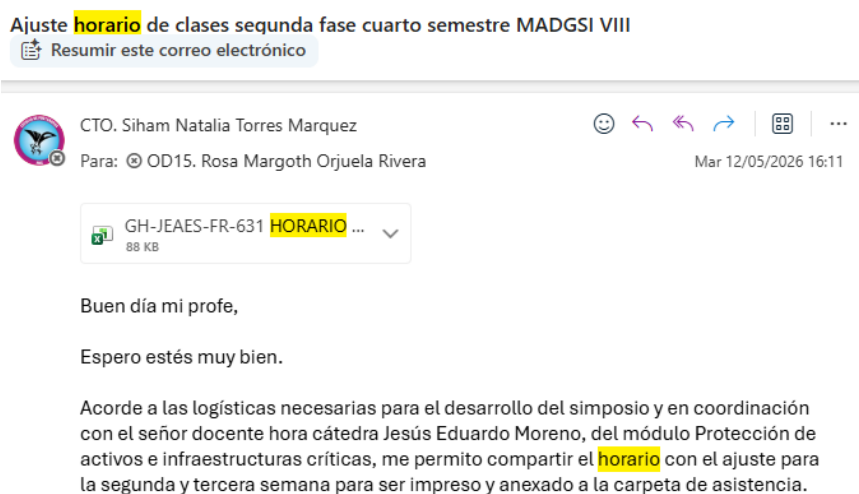 Ajuste horario de clases segunda fase cuarto semestre MADGSI VIII
Resumir este correo electrónico
CTO. Siham Natalia Torres Marquez
Para: OD15. Rosa Margoth Orjuela Rivera
Mar 12/05/2026 16:11
GH-JEAES-FR-631 HORARIO ...
88 KB
Buen día mi profe,
Espero estés muy bien.
Acorde a las logísticas necesarias para el desarrollo del simposio y en coordinación
con el señor docente hora cátedra Jesús Eduardo Moreno, del módulo Protección de
activos e infraestructuras críticas, me permito compartir el horario con el ajuste para
la segunda y tercera semana para ser impreso y anexado a la carpeta de asistencia.